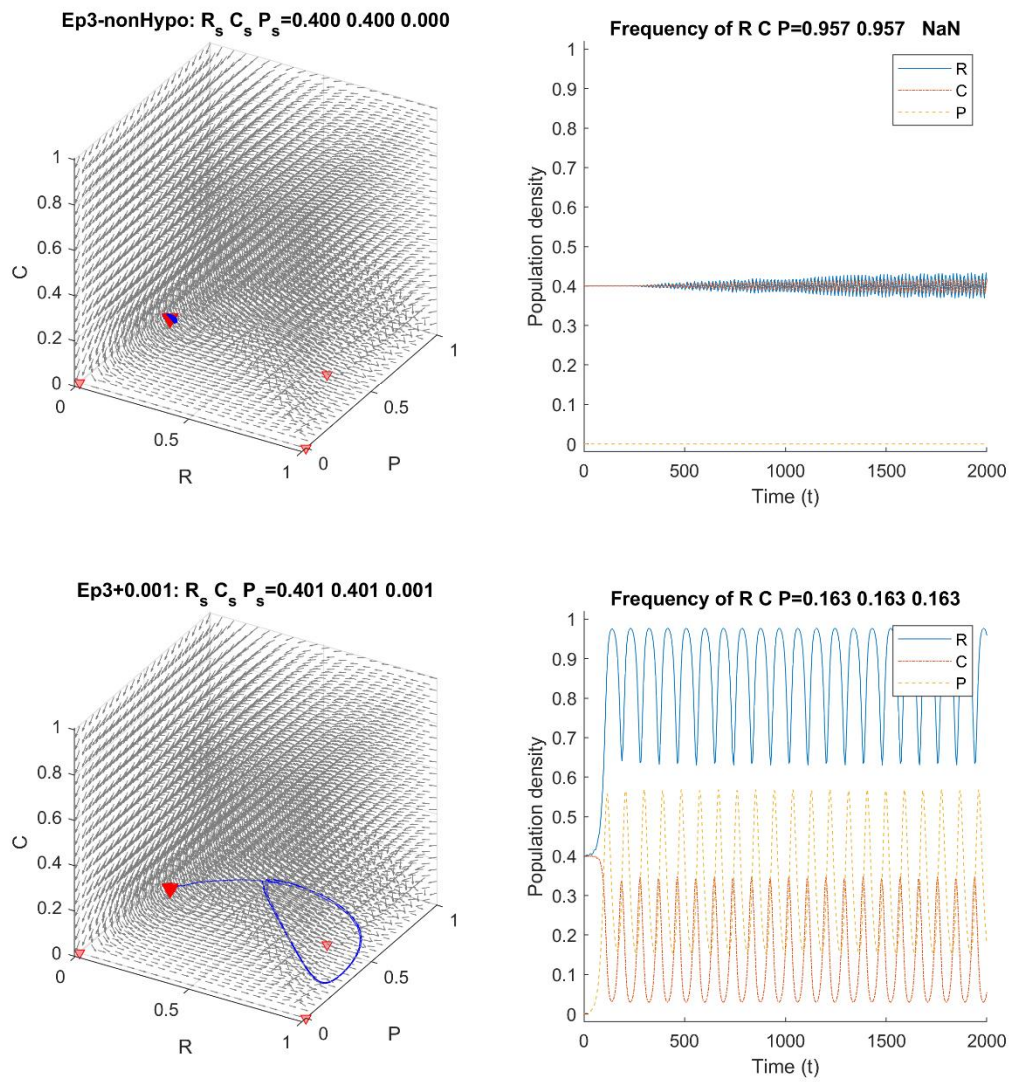 Ep3-nonHypo: R_s C_s P_s=0.400 0.400 0.000
1
0.8
0.6
0.4
0.2
0
C
0
0.5
1
R
0
0.5
1
P
Frequency of R C P=0.957 0.957 NaN
1
0.9
0.8
0.7
0.6
0.5
0.4
0.3
0.2
0.1
0
Population density
0
500
1000
1500
2000
Time (t)
R
C
P
Ep3+0.001: R_s C_s P_s=0.401 0.401 0.001
1
0.8
0.6
0.4
0.2
0
C
0
0.5
1
R
0
0.5
1
P
Frequency of R C P=0.163 0.163 0.163
1
0.9
0.8
0.7
0.6
0.5
0.4
0.3
0.2
0.1
0
Population density
0
500
1000
1500
2000
Time (t)
R
C
P